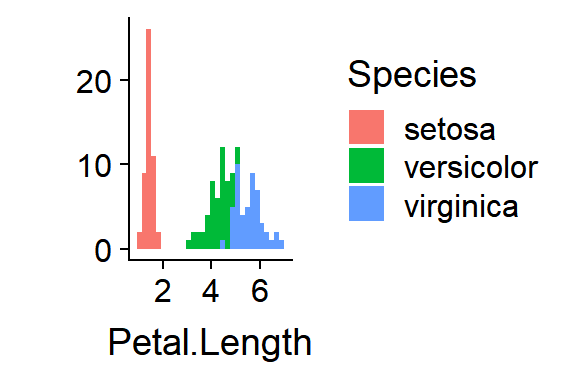 20
10
0
2 4 6
Petal.Length
Species
setosa
versicolor
virginica